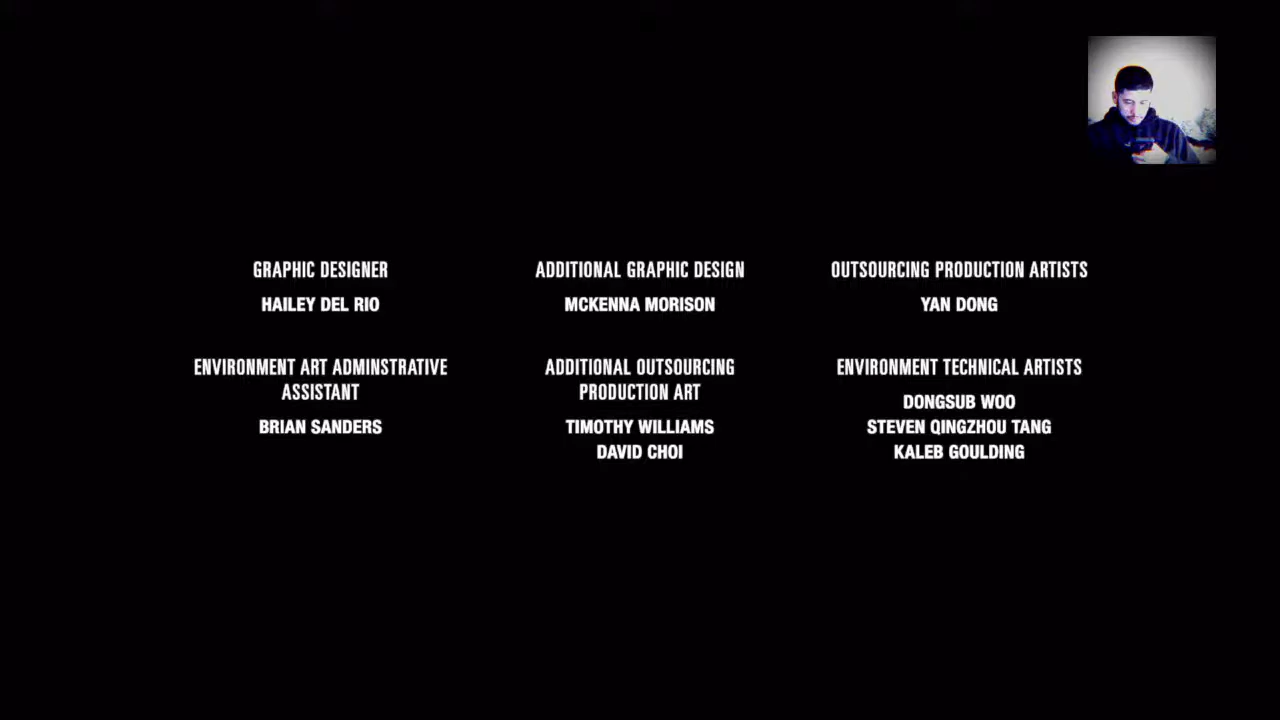 GRAPHIC DESIGNER
HAILEY DEL RIO
ADDITIONAL GRAPHIC DESIGN
MCKENNA MORISON
OUTSOURCING PRODUCTION ARTISTS
YAN DONG
ENVIRONMENT ART ADMINSTRATIVE
ASSISTANT
BRIAN SANDERS
ADDITIONAL OUTSOURCING
PRODUCTION ART
TIMOTHY WILLIAMS
DAVID CHOI
ENVIRONMENT TECHNICAL ARTISTS
DONGSUB WOO
STEVEN QINGZHOU TANG
KALEB GOULDING